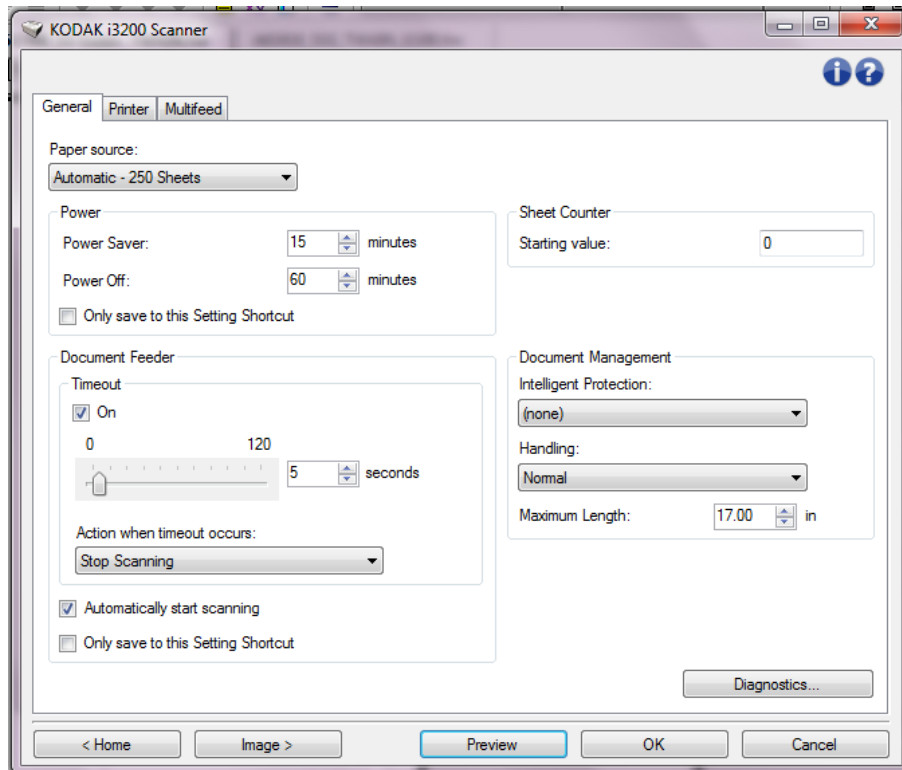 KODAK i3200 Scanner
General Printer Multifeed
Paper source:
Automatic - 250 Sheets
Power
Power Saver: 15 minutes
Power Off: 60 minutes
Only save to this Setting Shortcut
Sheet Counter
Starting value: 0
Document Feeder
Timeout
On
0 120
5 seconds
Action when timeout occurs:
Stop Scanning
Automatically start scanning
Only save to this Setting Shortcut
Document Management
Intelligent Protection:
(none)
Handling:
Normal
Maximum Length: 17.00 in
Diagnostics...
< Home Image > Preview OK Cancel